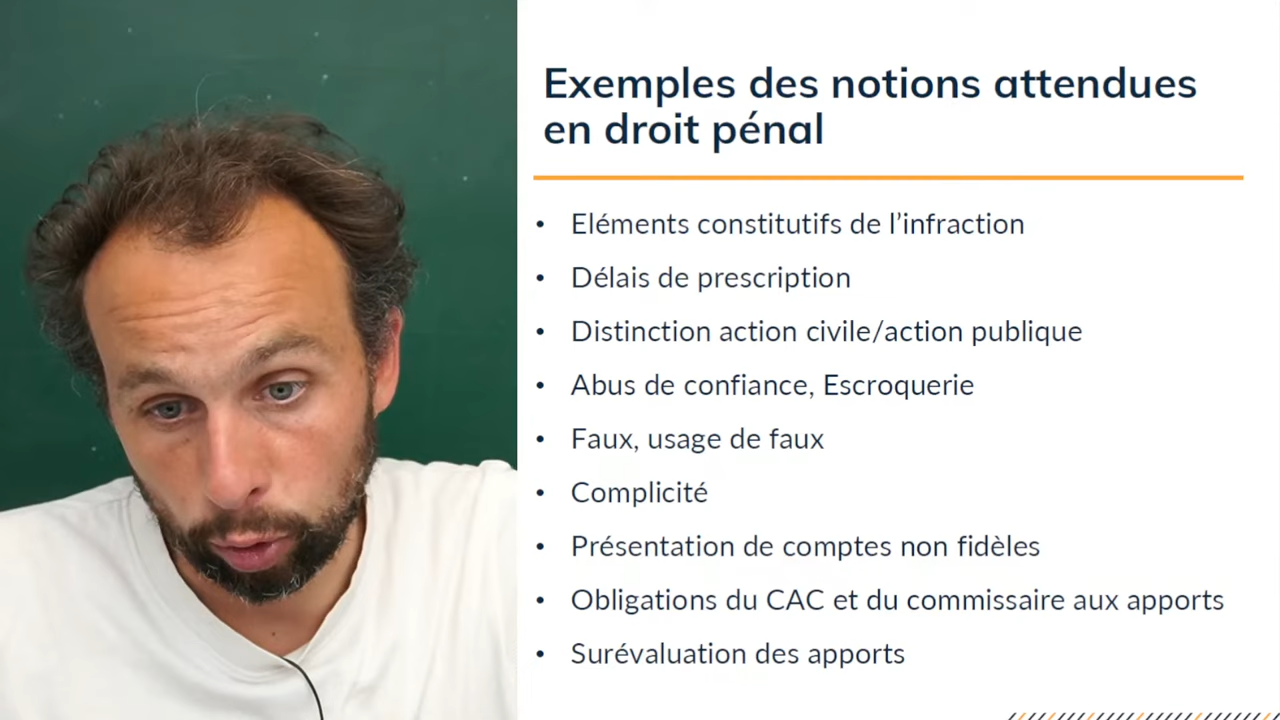 Exemples des notions attendues
en droit pénal
• Eléments constitutifs de l’infraction
• Délais de prescription
• Distinction action civile/action publique
• Abus de confiance, Escroquerie
• Faux, usage de faux
• Complicité
• Présentation de comptes non fidèles
• Obligations du CAC et du commissaire aux apports
• Surévaluation des apports